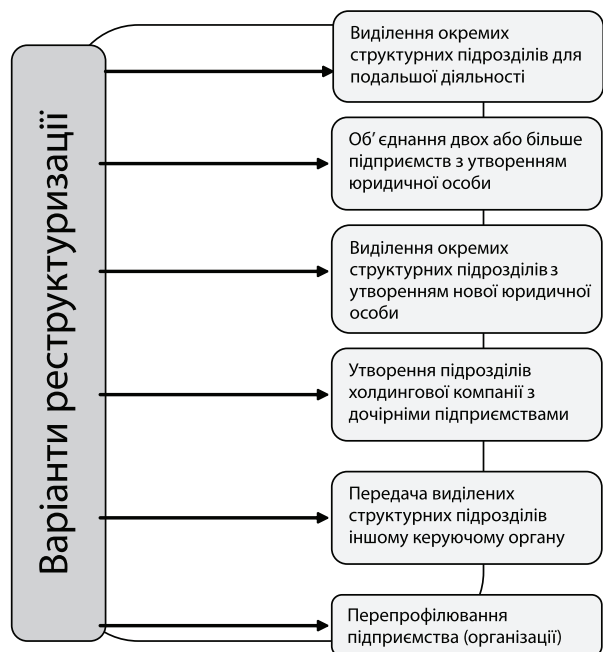 Варіанти реструктуризації
Виділення окремих
структурних підрозділів для
подальшої діяльності
Об’ єднання двох або більше
підприємств з утворенням
юридичної особи
Виділення окремих
структурних підрозділів з
утворенням нової юридичної
особи
Утворення підрозділів
холдингової компанії з
дочірніми підприємствами
Передача виділених
структурних підрозділів
іншому керуючому органу
Перепрофілювання
підприємства (організації)